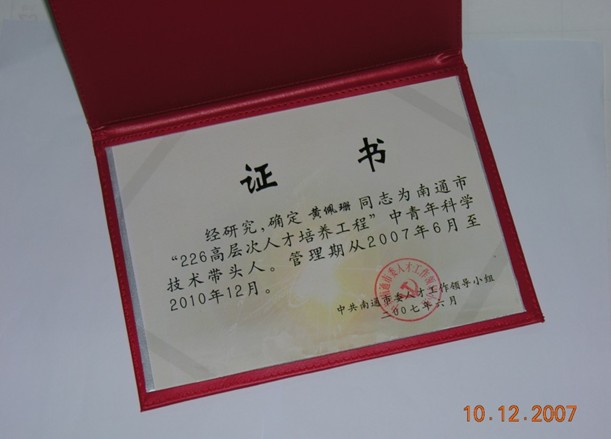 证 书
经研究,确定 黄佩珊 同志为南通市
“226高层次人才培养工程”中青年科学
技术带头人。管理期从2007年6月至
2010年12月。
中共南通市委人才工作领导小组
二〇〇七年六月
10.12.2007